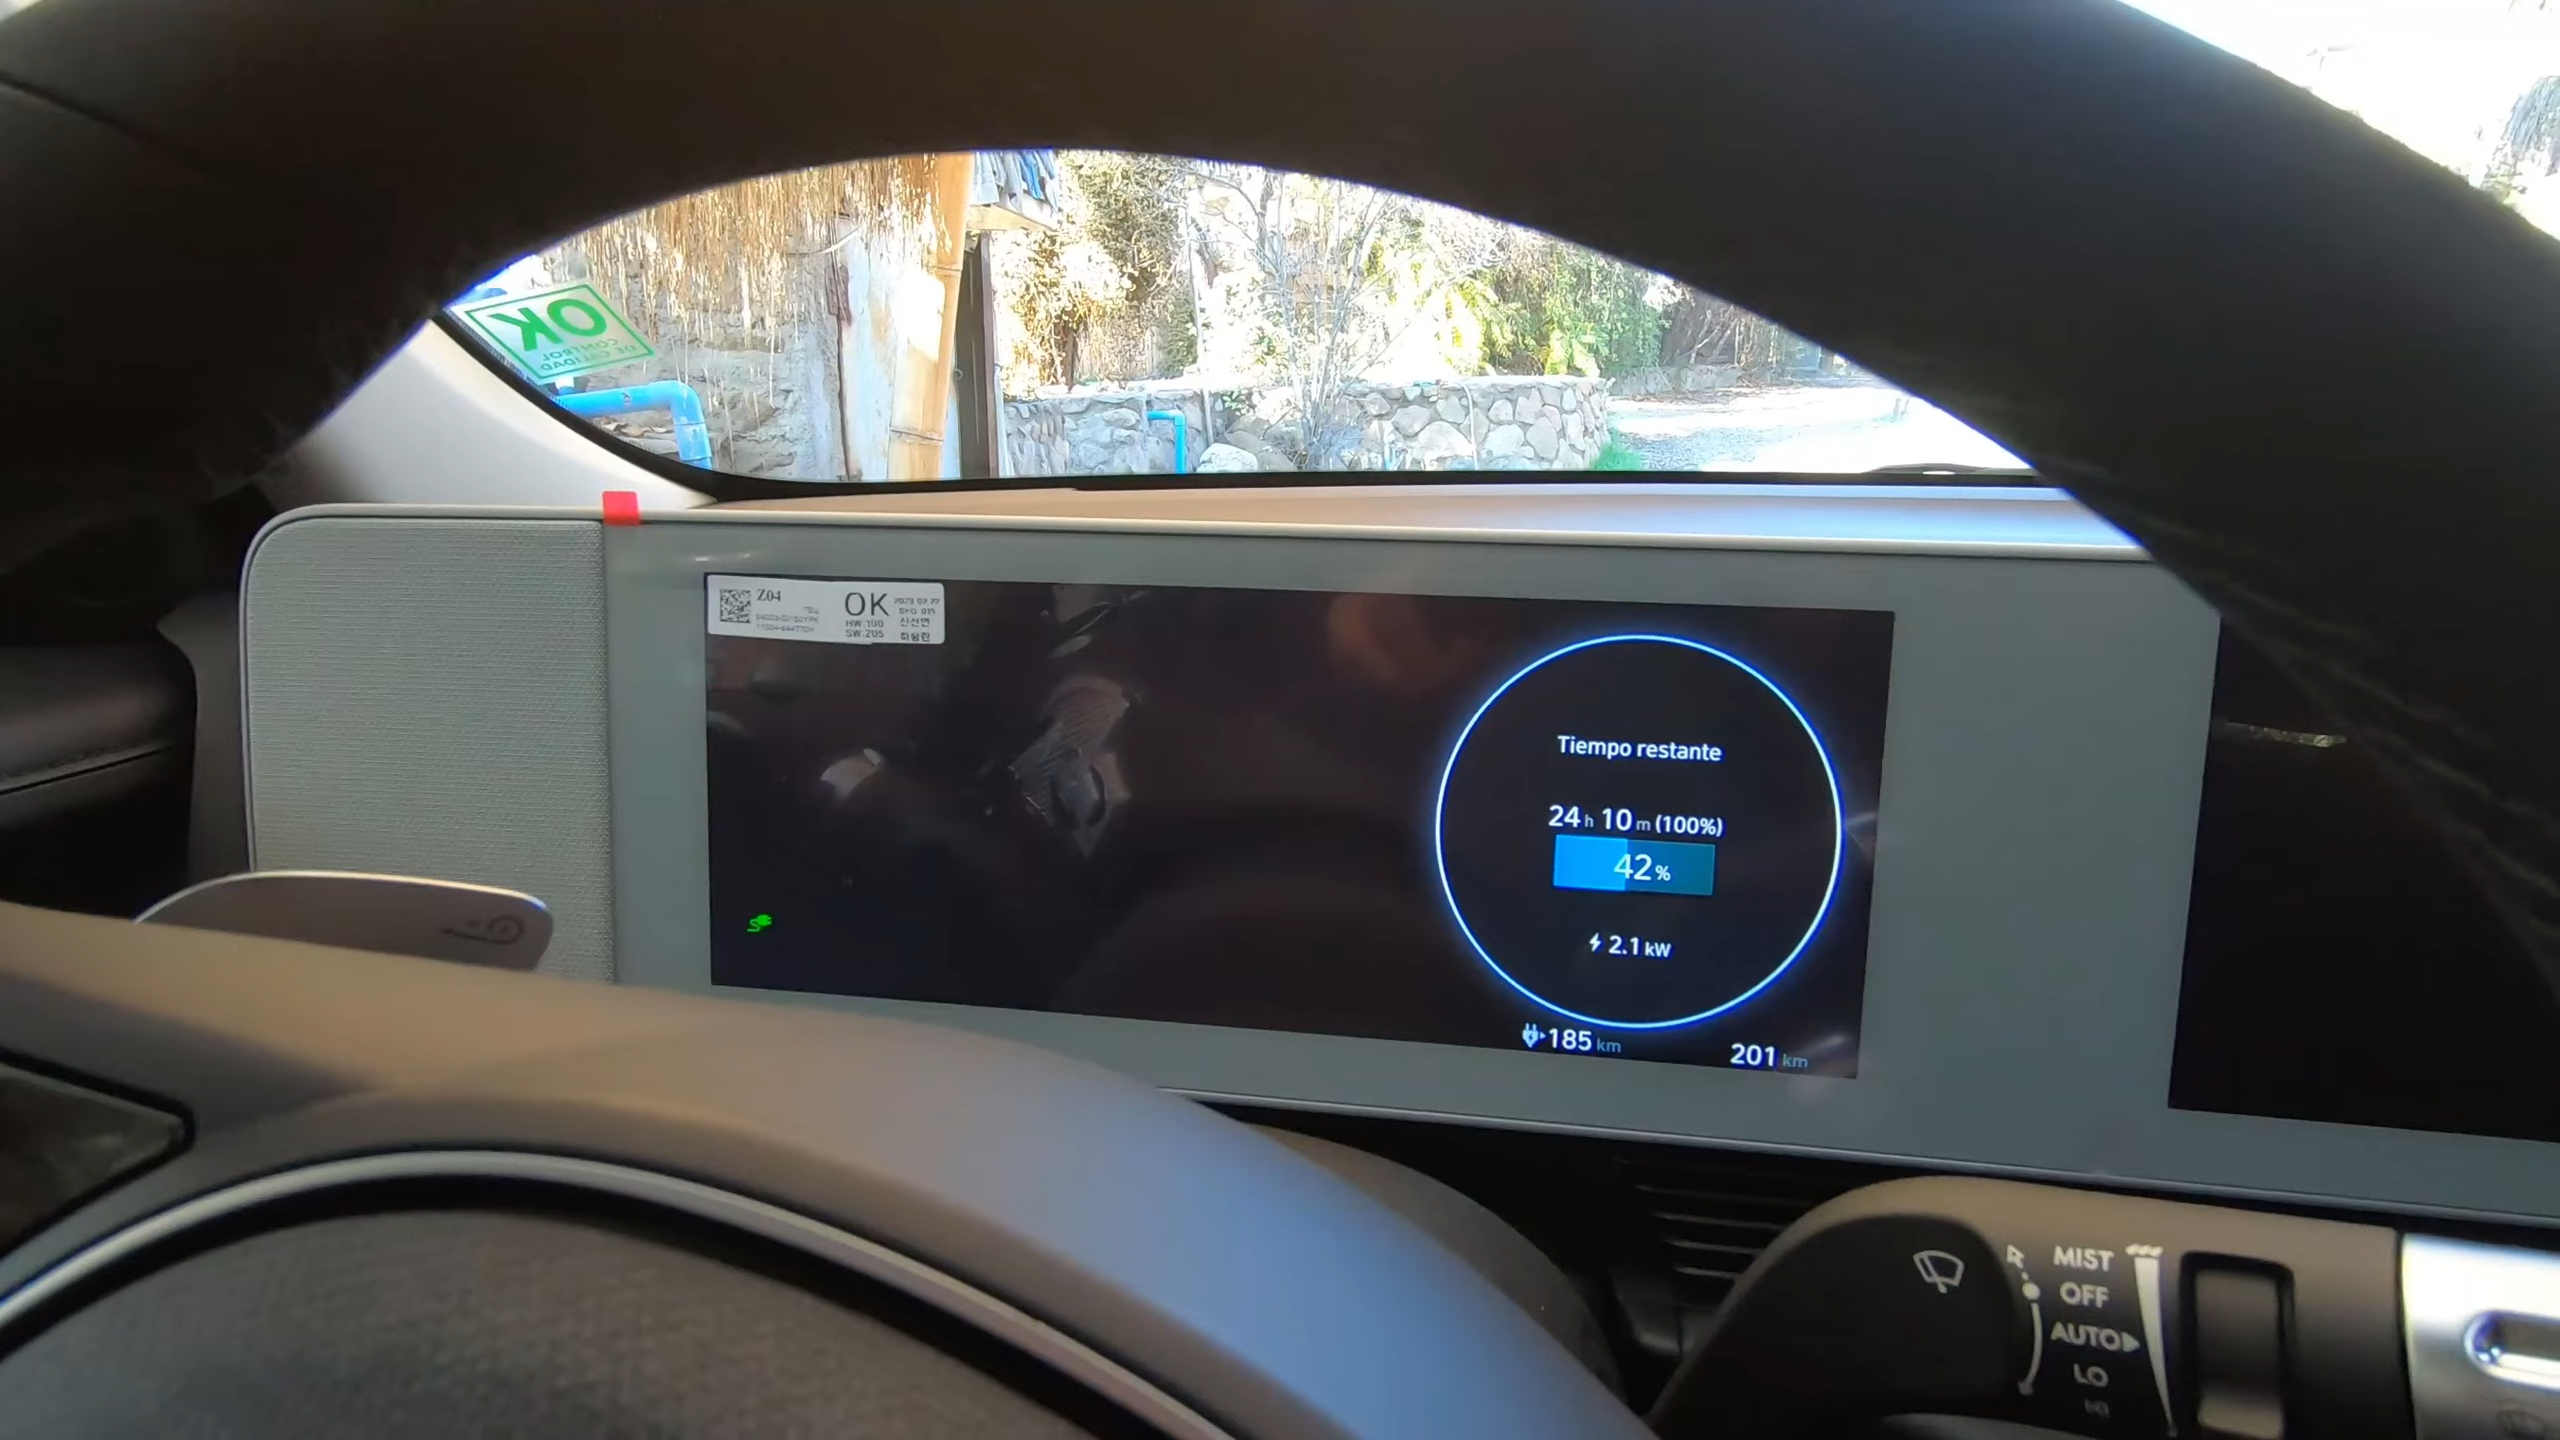 OK
CONTROL
DE CALIDAD
Z04
OK
HW:100
SW:205
Tiempo restante
24 h 10 m (100%)
42 %
2.1 kW
185 km
201 km
MIST
OFF
AUTO
LO
HI